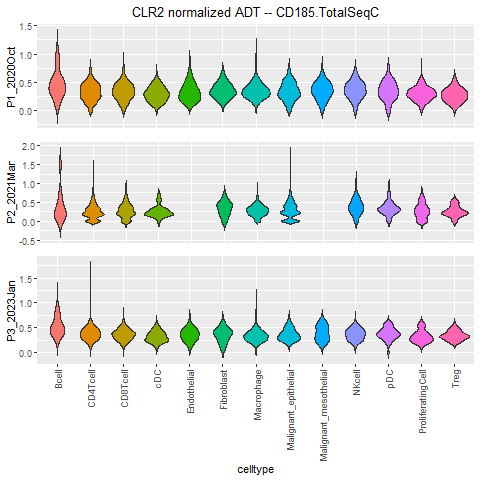 CLR2 normalized ADT -- CD185.TotalSeqC
P1_2020Oct
1.5
1.0
0.5
0.0
P2_2021Mar
2.0
1.5
1.0
0.5
0.0
-0.5
P3_2023Jan
1.5
1.0
0.5
0.0
Bcell
CD4Tcell
CD8Tcell
cDC
Endothelial
Fibroblast
Macrophage
Malignant_epithelial
Malignant_mesothelial
NKcell
pDC
ProliferatingCell
Treg
celltype